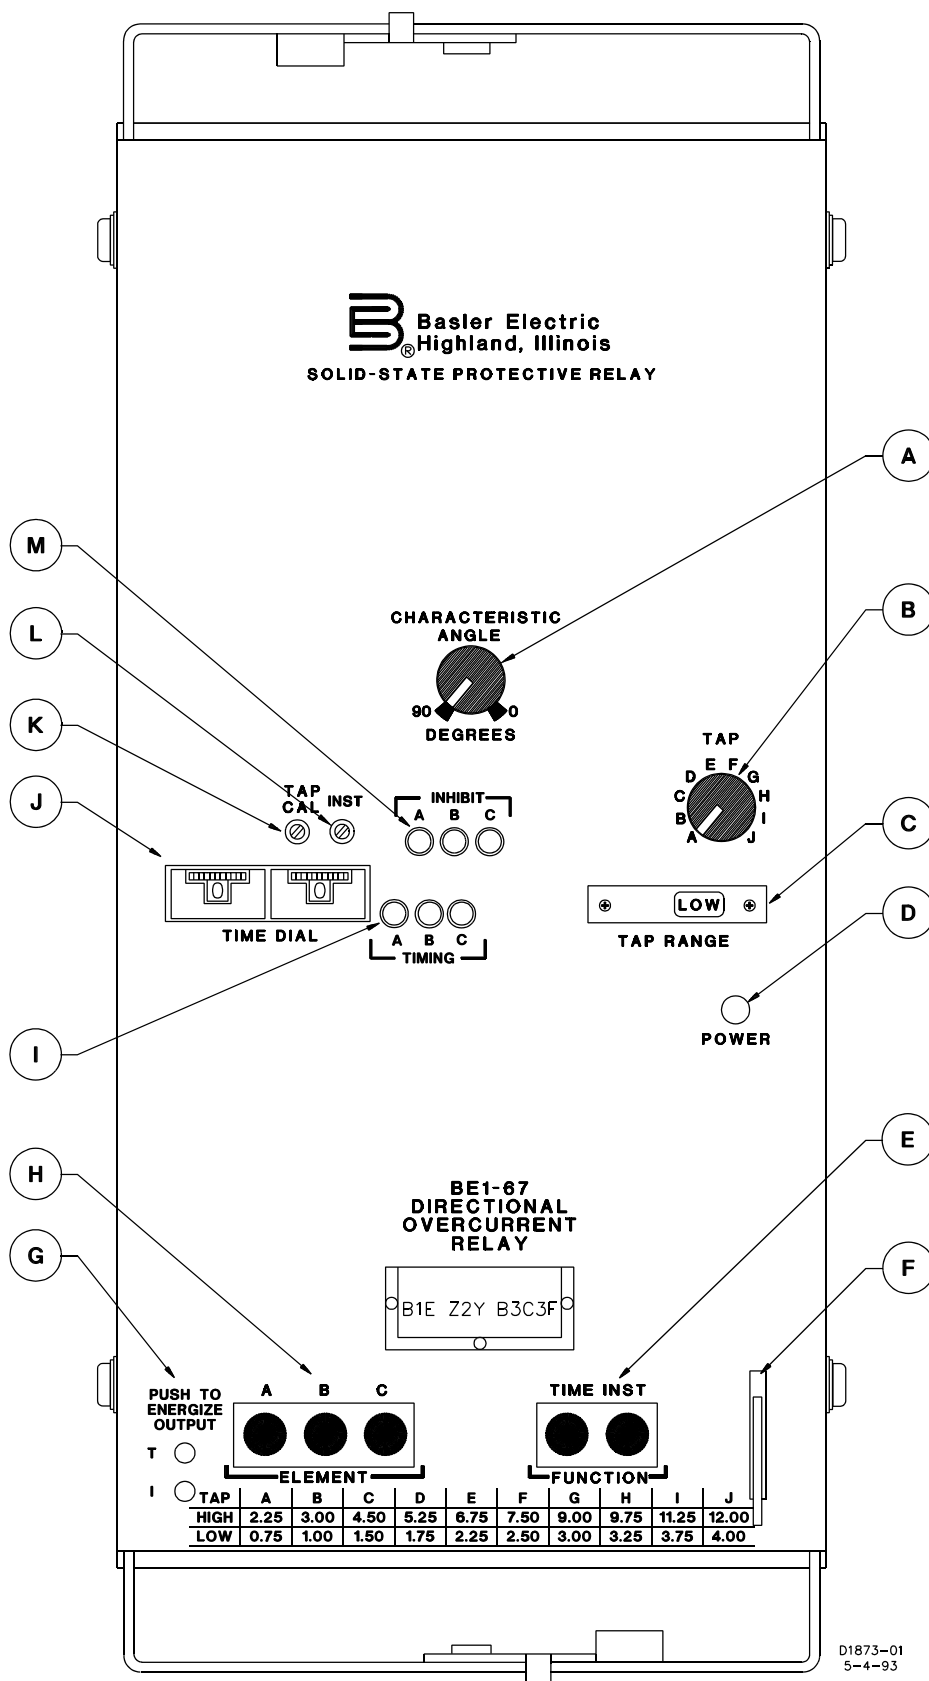 Basler Electric
® Highland, Illinois
SOLID-STATE PROTECTIVE RELAY
A
M
CHARACTERISTIC
ANGLE
B
L
90 0
DEGREES
K
TAP
A B C D E F G H I J
J
TAP
CAL
INST
INHIBIT
A B C
C
LOW
TAP RANGE
0 0
TIME DIAL
A B C
TIMING
D
POWER
I
E
H
BE1-67
DIRECTIONAL
OVERCURRENT
RELAY
G
F
B1E Z2Y B3C3F
PUSH TO
ENERGIZE
OUTPUT
T
I
A B C
ELEMENT
TIME INST
FUNCTION
TAP A B C D E F G H I J
HIGH 2.25 3.00 4.50 5.25 6.75 7.50 9.00 9.75 11.25 12.00
LOW 0.75 1.00 1.50 1.75 2.25 2.50 3.00 3.25 3.75 4.00
D1873-01
5-4-93